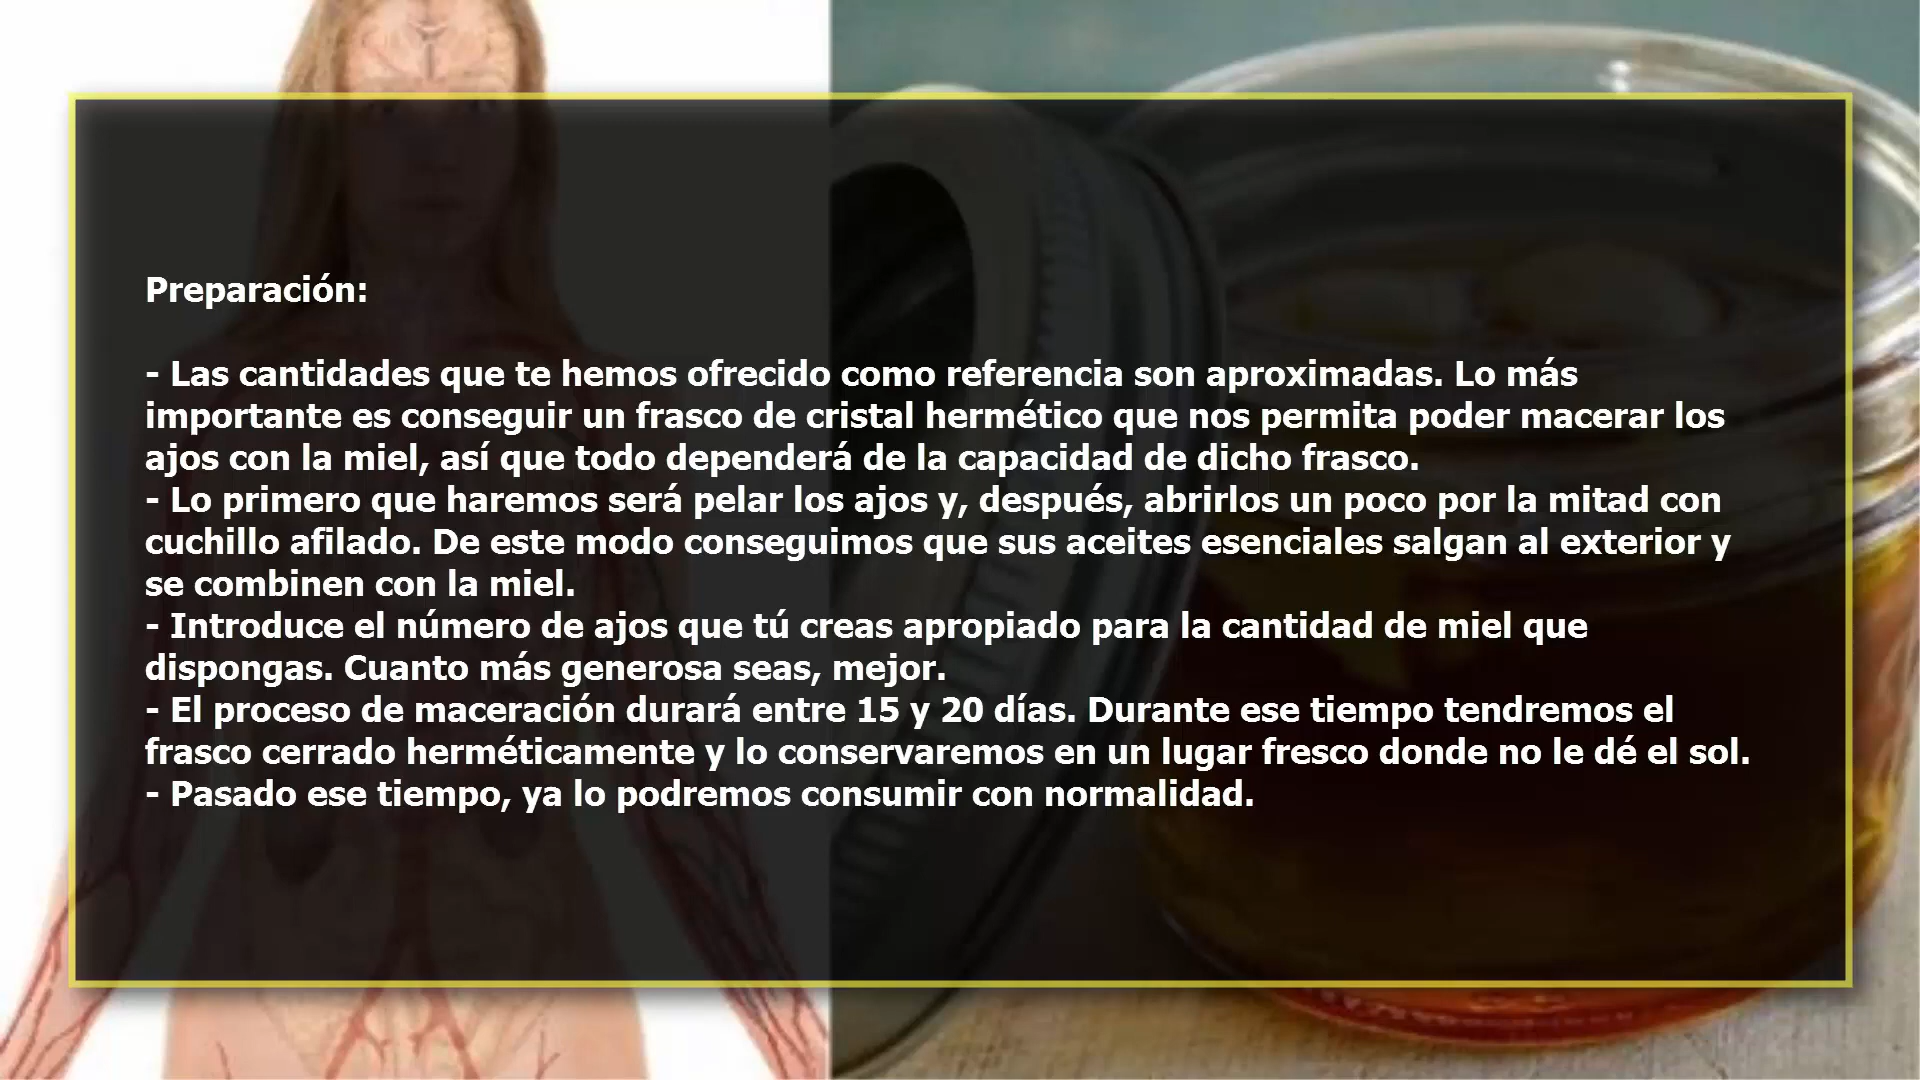 Preparación:
- Las cantidades que te hemos ofrecido como referencia son aproximadas. Lo más
importante es conseguir un frasco de cristal hermético que nos permita poder macerar los
ajos con la miel, así que todo dependerá de la capacidad de dicho frasco.
- Lo primero que haremos será pelar los ajos y, después, abrirlos un poco por la mitad con
cuchillo afilado. De este modo conseguimos que sus aceites esenciales salgan al exterior y
se combinen con la miel.
- Introduce el número de ajos que tú creas apropiado para la cantidad de miel que
dispongas. Cuanto más generosa seas, mejor.
- El proceso de maceración durará entre 15 y 20 días. Durante ese tiempo tendremos el
frasco cerrado herméticamente y lo conservaremos en un lugar fresco donde no le dé el sol.
- Pasado ese tiempo, ya lo podremos consumir con normalidad.